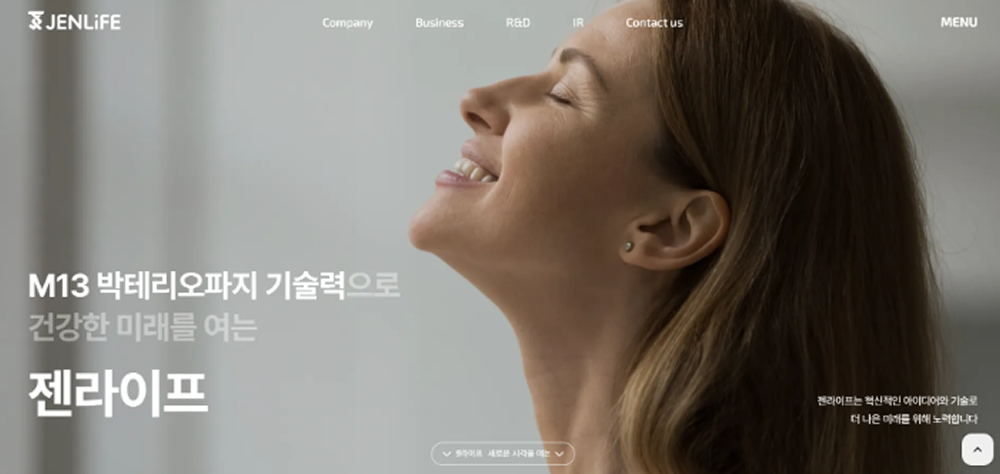 JENLiFE
Company Business R&D IR Contact us
MENU
M13 박테리오파지 기술력으로
건강한 미래를 여는
젠라이프
젠라이프는 혁신적인 아이디어와 기술로
더 나은 미래를 위해 노력합니다
젠라이프 새로운 시각을 여는